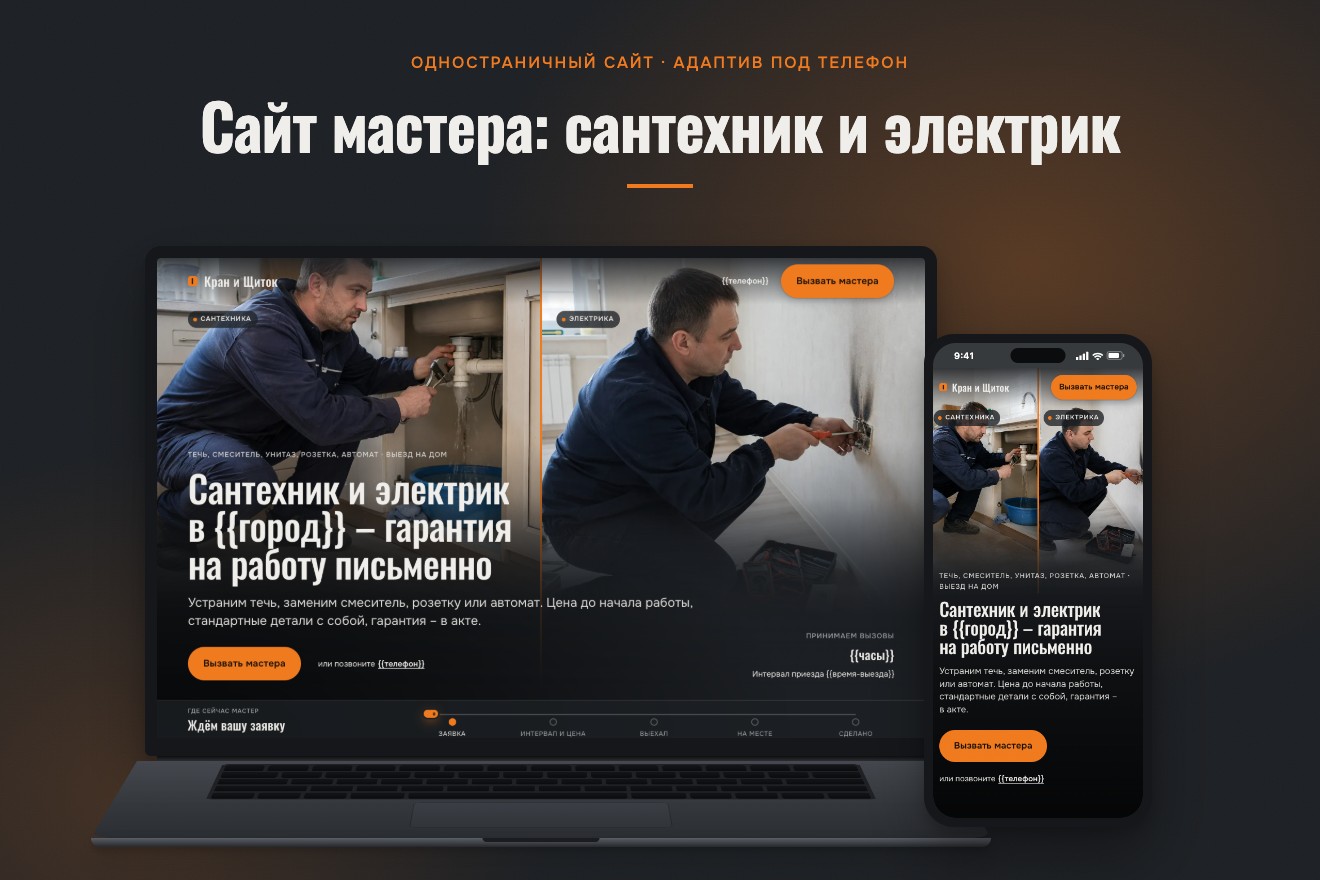 ОДНОСТРАНИЧНЫЙ САЙТ · АДАПТИВ ПОД ТЕЛЕФОН
Сайт мастера: сантехник и электрик
Кран и Щиток
{{телефон}}
Вызвать мастера
САНТЕХНИКА
ЭЛЕКТРИКА
ТЕЧЬ, СМЕСИТЕЛЬ, УНИТАЗ, РОЗЕТКА, АВТОМАТ · ВЫЕЗД НА ДОМ
Сантехник и электрик
в {{город}} – гарантия
на работу письменно
Устраним течь, заменим смеситель, розетку или автомат. Цена до начала работы,
стандартные детали с собой, гарантия – в акте.
Вызвать мастера
или позвоните {{телефон}}
ПРИНИМАЕМ ВЫЗОВЫ
{{часы}}
Интервал приезда {{время-выезда}}
ГДЕ СЕЙЧАС МАСТЕР
Ждём вашу заявку
ЗАЯВКА
ИНТЕРВАЛ И ЦЕНА
ВЫЕХАЛ
НА МЕСТЕ
СДЕЛАНО
9:41
Кран и Щиток
Вызвать мастера
САНТЕХНИКА
ЭЛЕКТРИКА
ТЕЧЬ, СМЕСИТЕЛЬ, УНИТАЗ, РОЗЕТКА, АВТОМАТ ·
ВЫЕЗД НА ДОМ
Сантехник и электрик
в {{город}} – гарантия
на работу письменно
Устраним течь, заменим смеситель, розетку
или автомат. Цена до начала работы,
стандартные детали с собой, гарантия –
в акте.
Вызвать мастера
или позвоните {{телефон}}